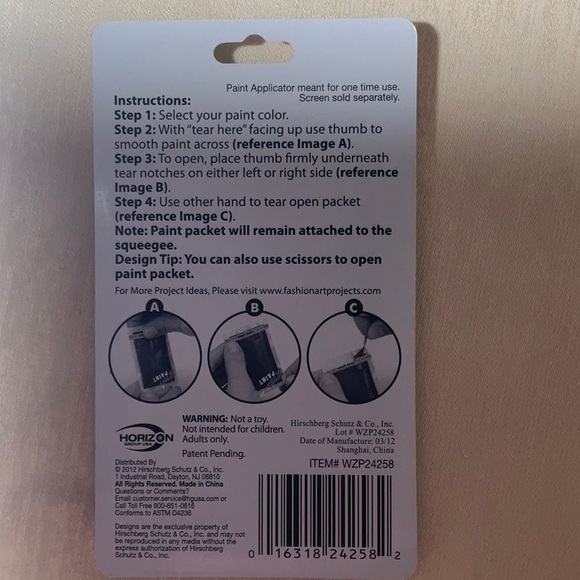 Paint Applicator meant for one time use.
Screen sold separately.
Instructions:
Step 1: Select your paint color.
Step 2: With "tear here" facing up use thumb to
smooth paint across (reference Image A).
Step 3: To open, place thumb firmly underneath
tear notches on either left or right side (reference
Image B).
Step 4: Use other hand to tear open packet
(reference Image C).
Note: Paint packet will remain attached to the
squeegee.
Design Tip: You can also use scissors to open
paint packet.
For More Project Ideas, Please visit www.fashionartprojects.com
A
B
C
PAINT
PAINT
HORIZON
GROUP USA
WARNING: Not a toy.
Not intended for children.
Adults only.
Patent Pending.
Hirschberg Schutz & Co., Inc.
Lot # WZP24258
Date of Manufacture: 03/12
Shanghai, China
ITEM# WZP24258
Distributed By
© 2012 Hirschberg Schutz & Co., Inc.
1 Industrial Road, Dayton, NJ 08810
All Rights Reserved. Made in China
Questions or Comments?
Email customer.service@hgusa.com or
Call Toll Free 800-651-0616
Conforms to ASTM D4236
Designs are the exclusive property of
Hirschberg Schutz & Co., Inc. and may not
be reproduced in any media without the
express authorization of Hirschberg
Schutz & Co., Inc.
0 16318 24258 2